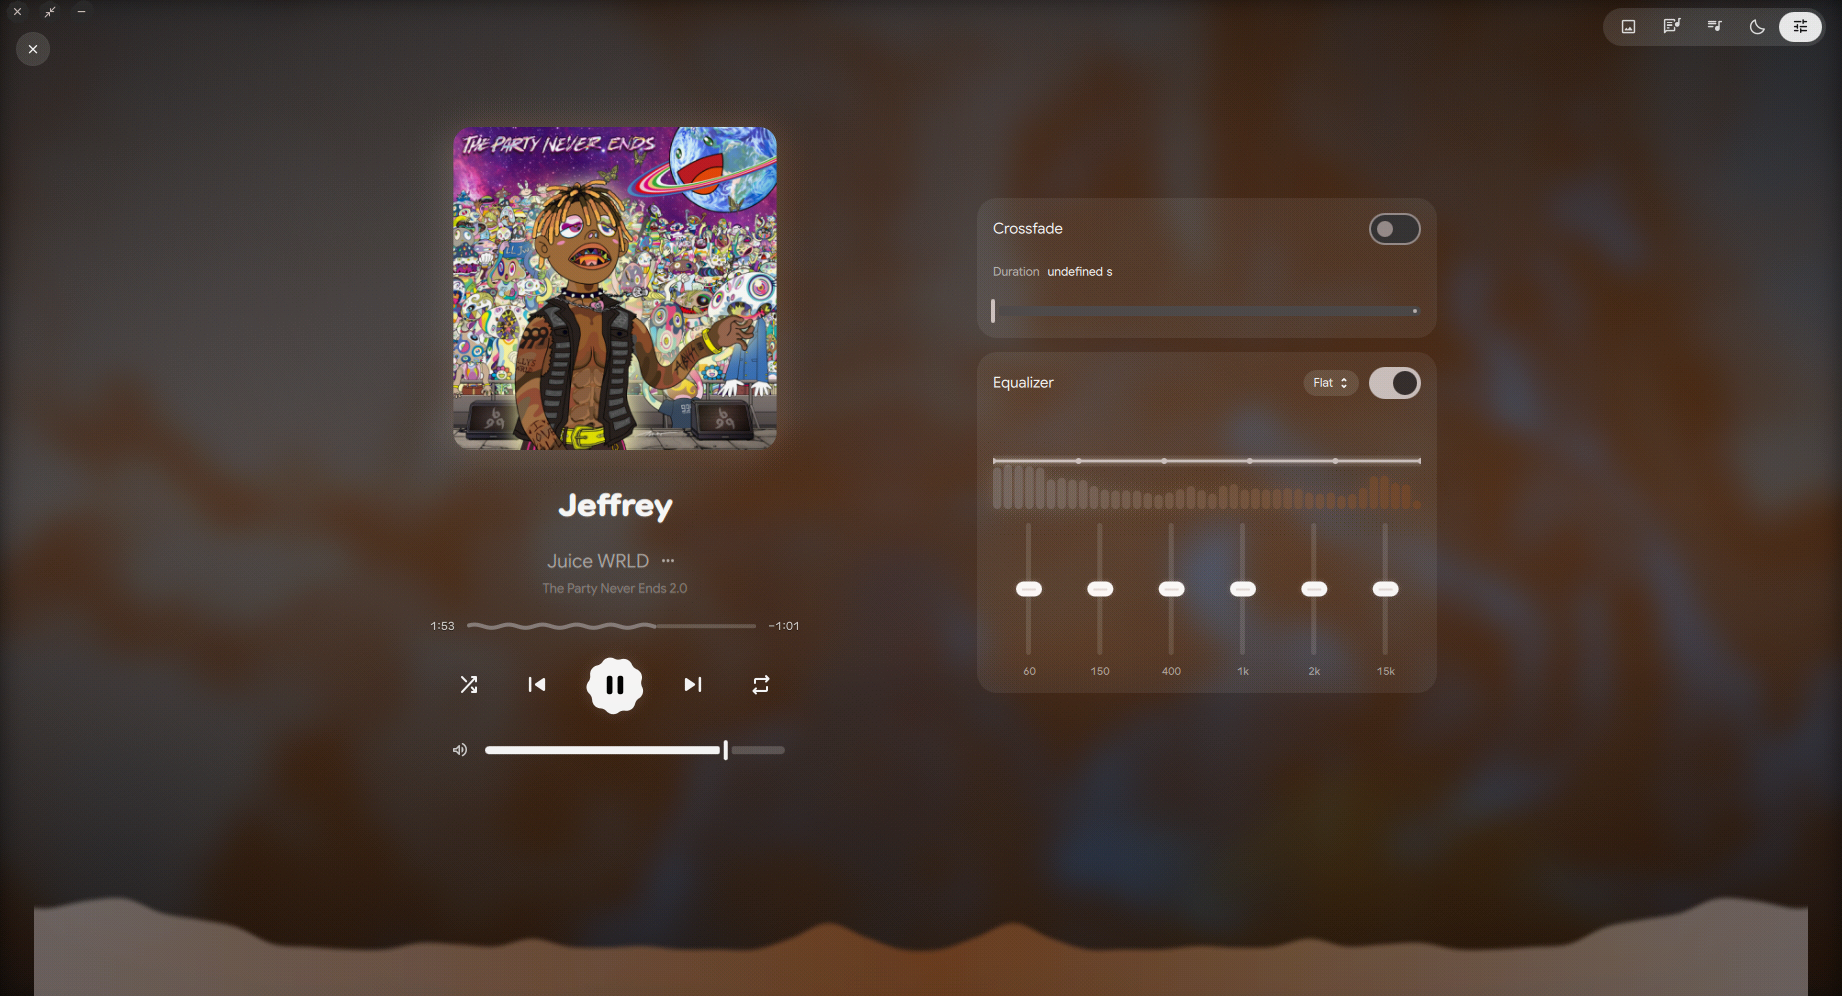 THE PARTY NEVER ENDS
Jeffrey
Juice WRLD
The Party Never Ends 2.0
1:53
-1:01
Crossfade
Duration undefined s
Equalizer
Flat
60 150 400 1k 2k 15k